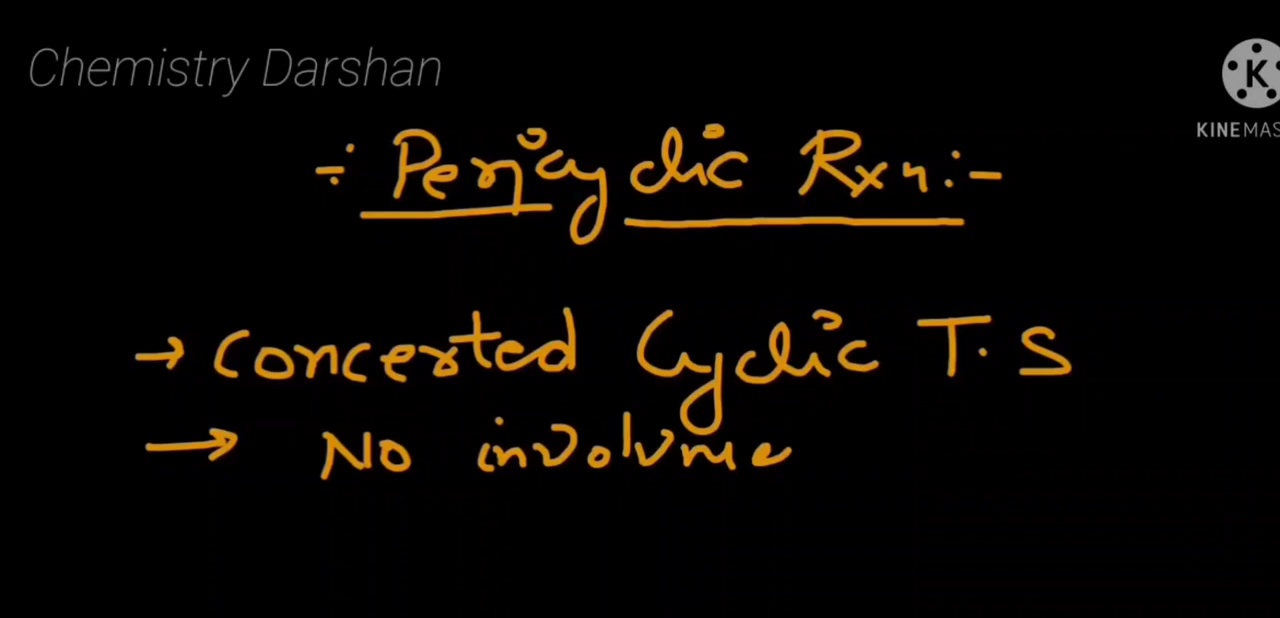 Chemistry Darshan
K
KINEMAS
÷ Pericyclic Rxn :-
→ Concerted Cyclic T.S
→ No involvme